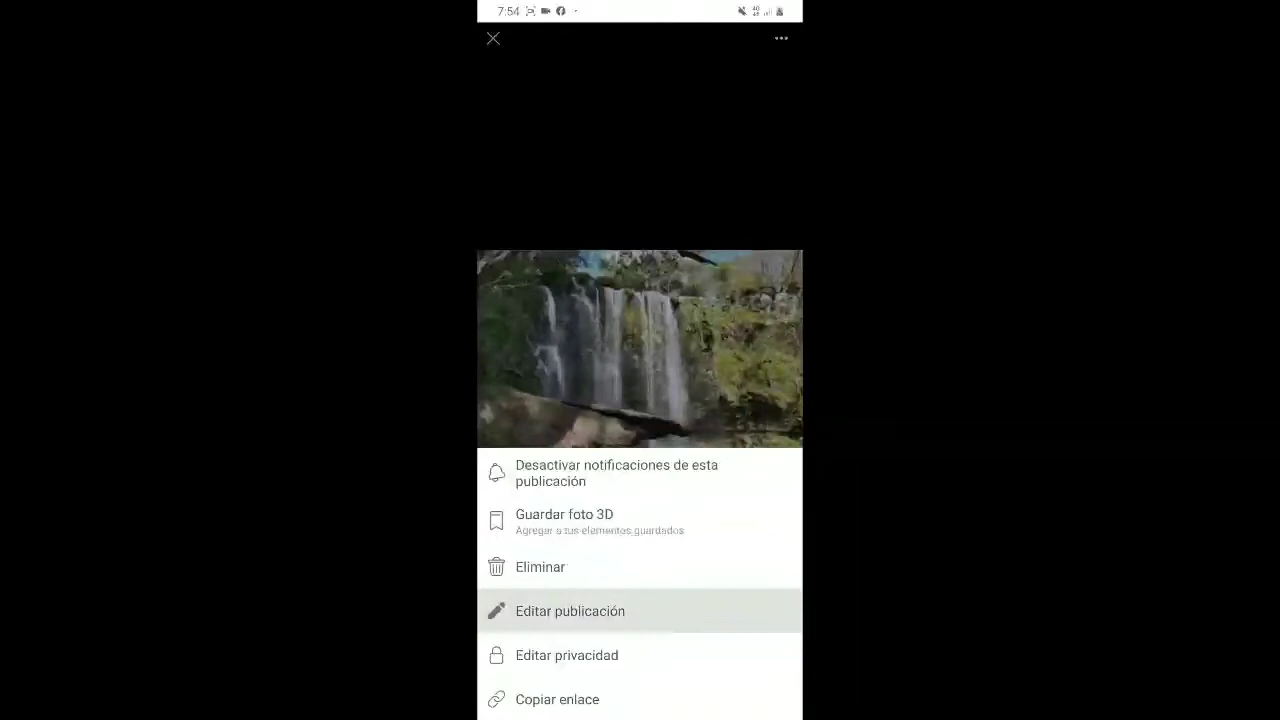 7:54
Desactivar notificaciones de esta
publicación
Guardar foto 3D
Agregar a tus elementos guardados
Eliminar
Editar publicación
Editar privacidad
Copiar enlace